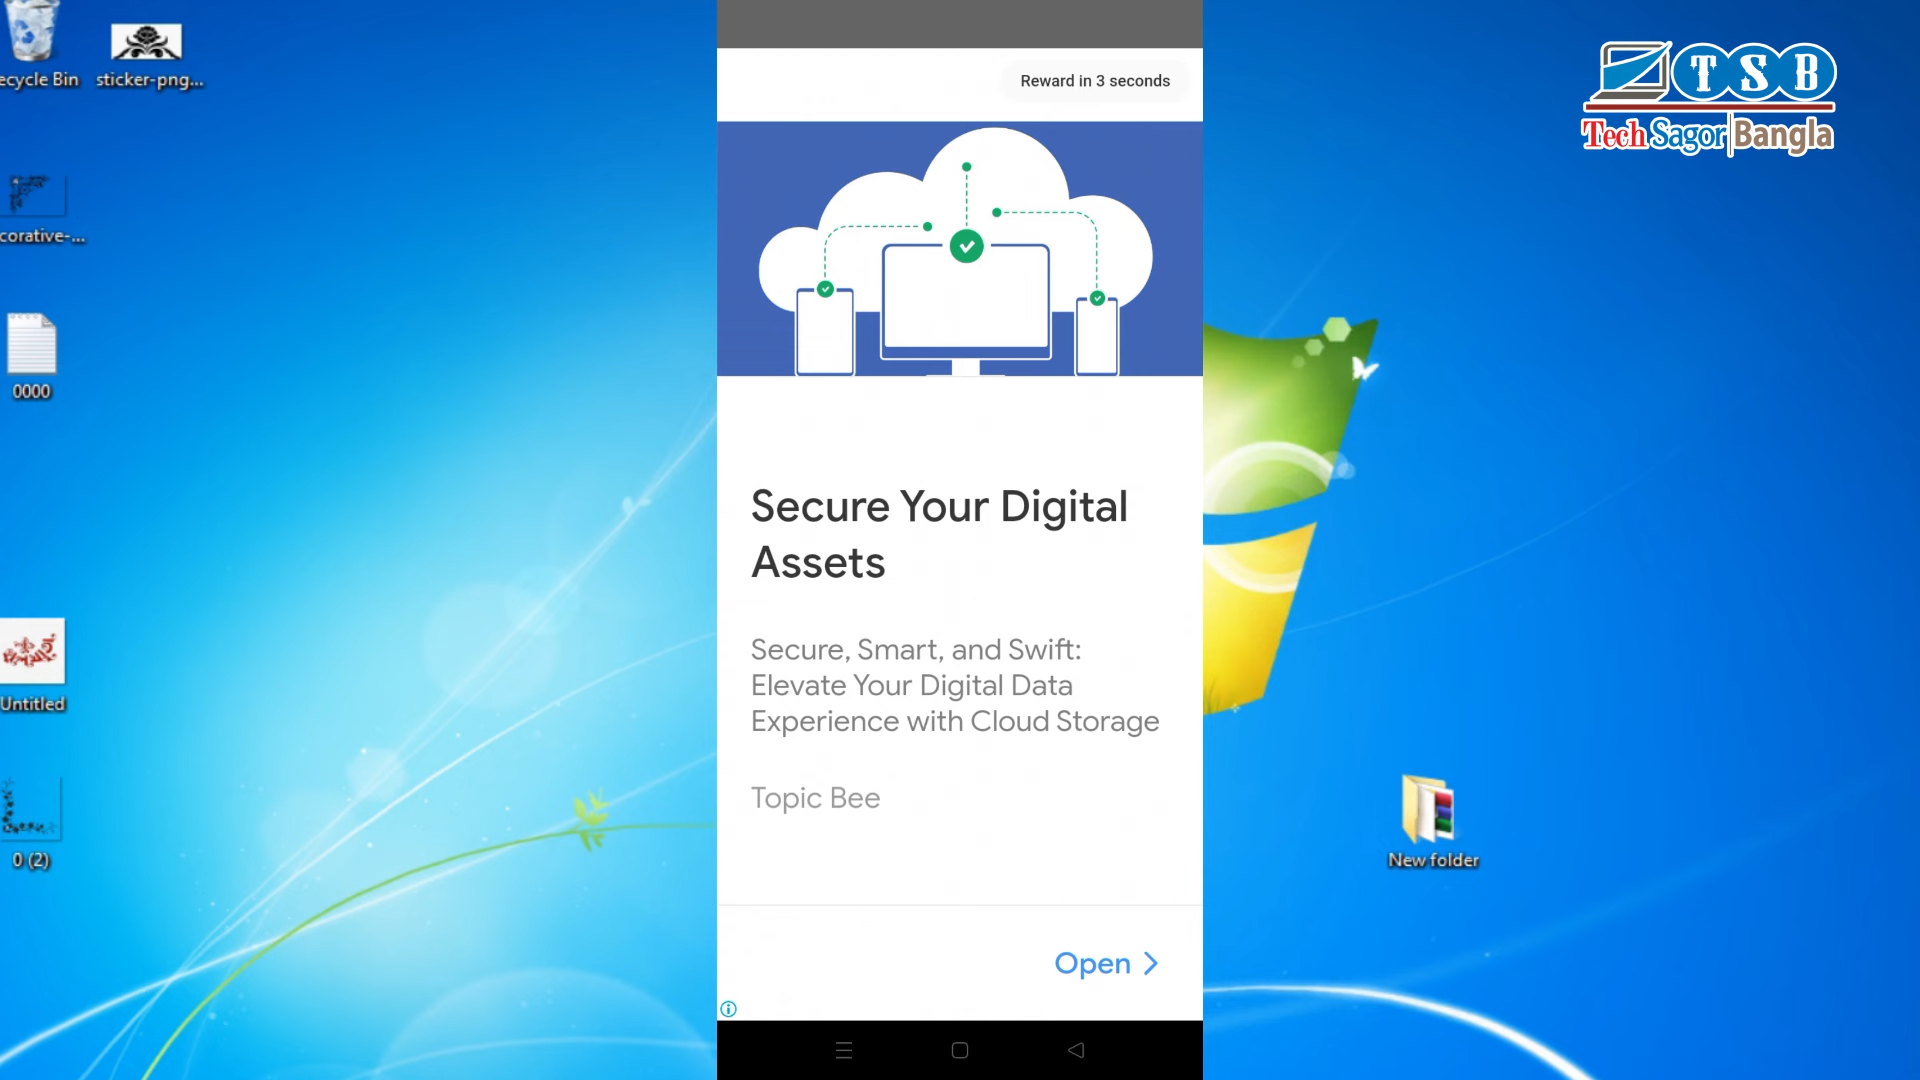 ecycle Bin
sticker-png...
corative-...
0000
Untitled
0 (2)
Reward in 3 seconds
Secure Your Digital
Assets
Secure, Smart, and Swift:
Elevate Your Digital Data
Experience with Cloud Storage
Topic Bee
Open
TSB
Tech Sagor Bangla
New folder